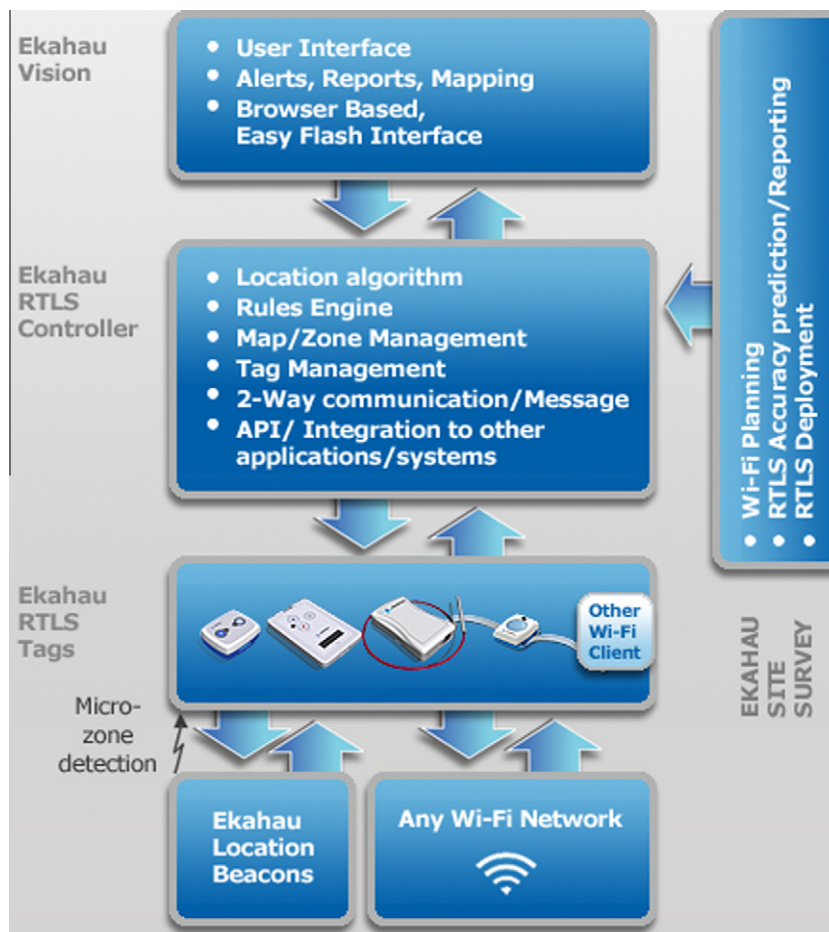 Ekahau
Vision
• User Interface
• Alerts, Reports, Mapping
• Browser Based,
Easy Flash Interface
Ekahau
RTLS
Controller
• Location algorithm
• Rules Engine
• Map/Zone Management
• Tag Management
• 2-Way communication/Message
• API/ Integration to other
applications/systems
• Wi-Fi Planning
• RTLS Accuracy prediction/Reporting
• RTLS Deployment
EKAHAU
SITE
SURVEY
Ekahau
RTLS
Tags
Other
Wi-Fi
Client
Micro-
zone
detection
Ekahau
Location
Beacons
Any Wi-Fi Network